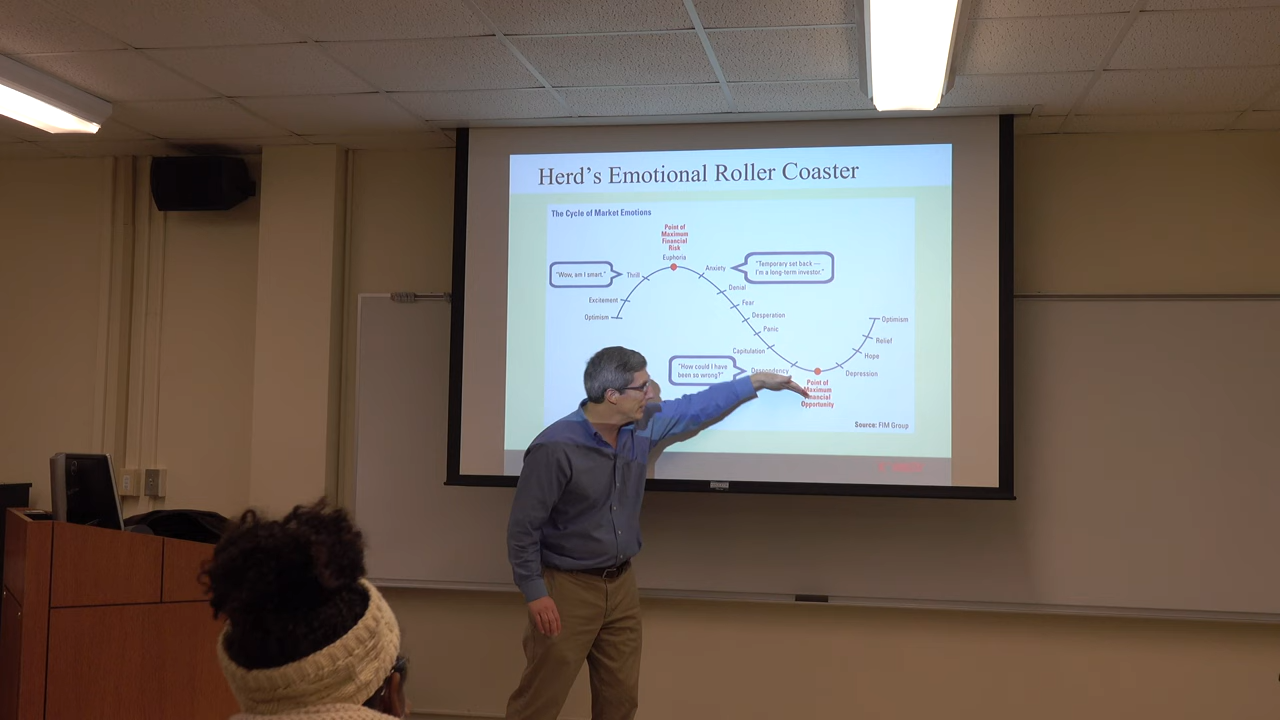 Herd's Emotional Roller Coaster
The Cycle of Market Emotions
Point of
Maximum
Financial
Risk
Euphoria
"Wow, am I smart."
Thrill
Anxiety
"Temporary set back —
I'm a long-term investor."
Excitement
Denial
Optimism
Fear
Desperation
Optimism
Panic
Relief
Capitulation
Hope
"How could I have
been so wrong?"
Despondency
Depression
Point of
Maximum
Financial
Opportunity
Source: FIM Group